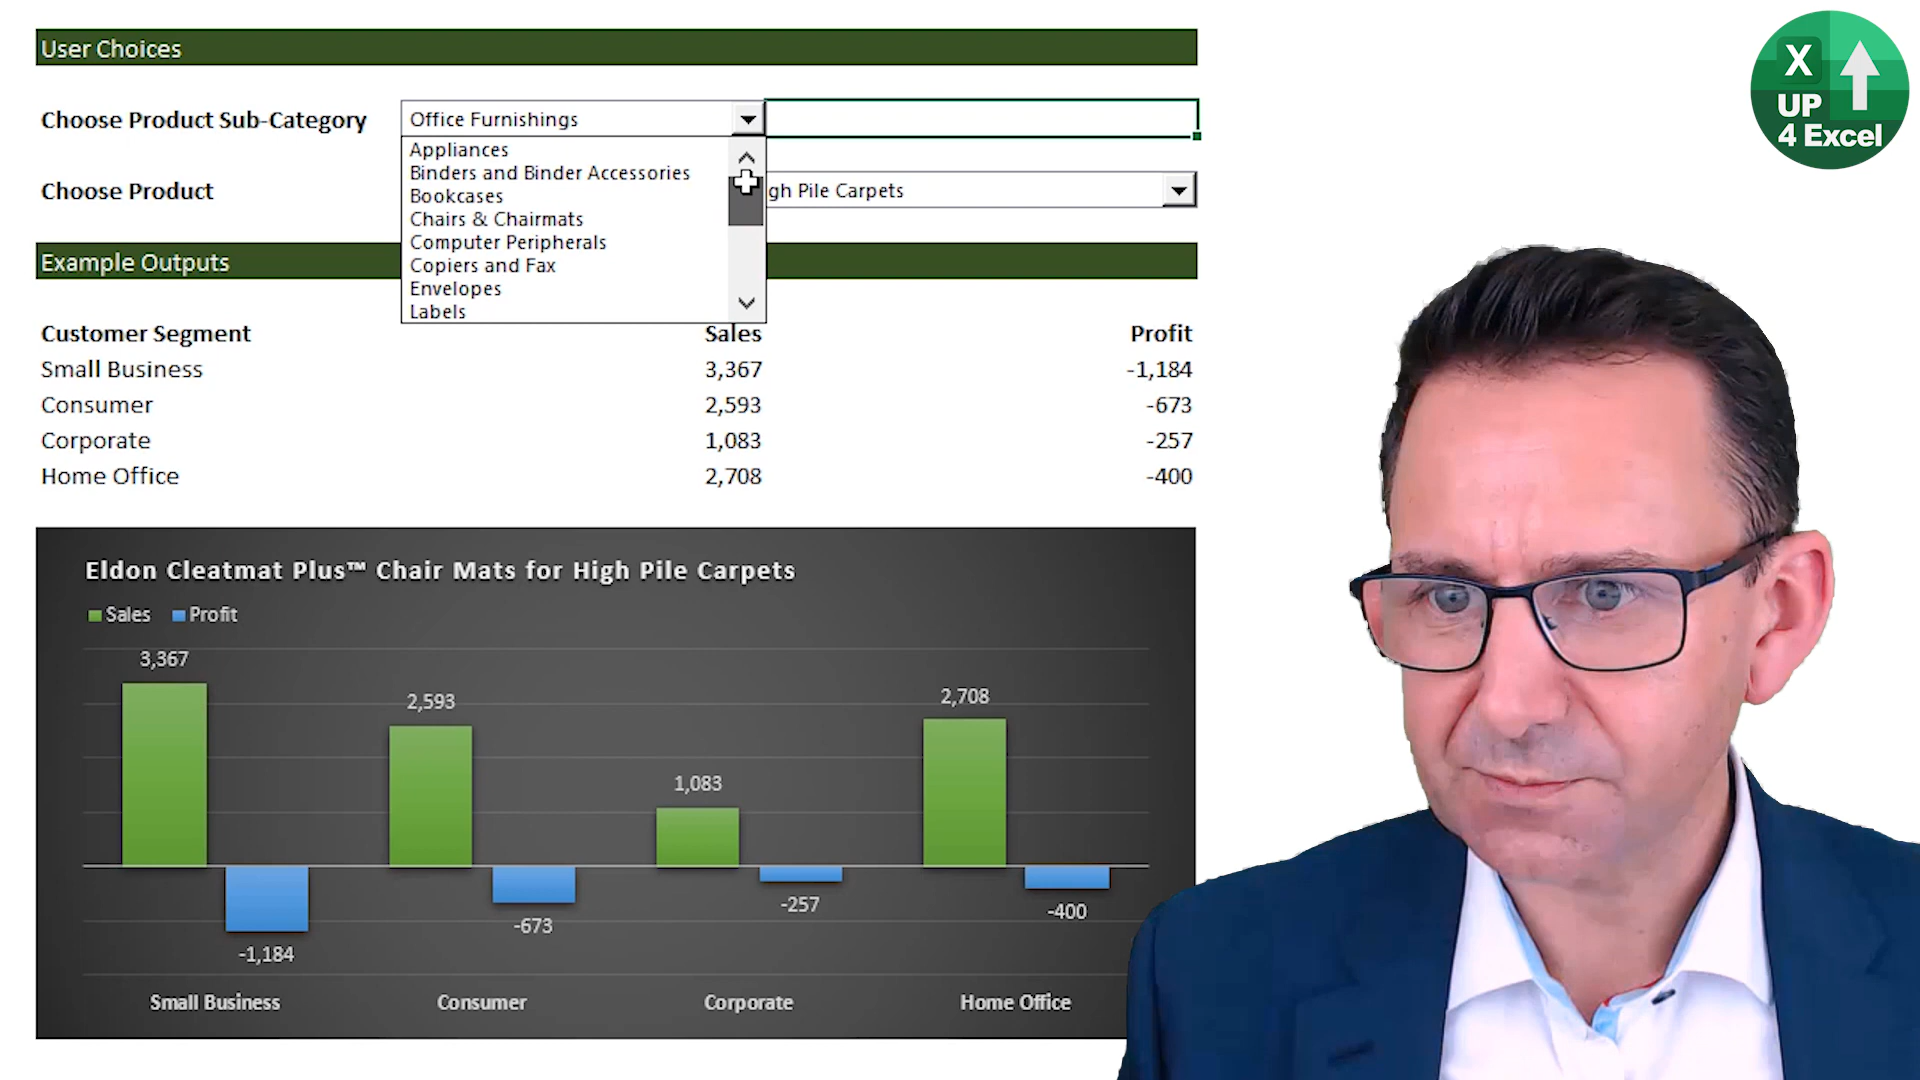 User Choices
X
UP
4 Excel
Choose Product Sub-Category
Office Furnishings
Appliances
Binders and Binder Accessories
Bookcases
Chairs & Chairmats
Computer Peripherals
Copiers and Fax
Envelopes
Labels
Choose Product
gh Pile Carpets
Example Outputs
Customer Segment Sales Profit
Small Business 3,367 -1,184
Consumer 2,593 -673
Corporate 1,083 -257
Home Office 2,708 -400
Eldon Cleatmat Plus™ Chair Mats for High Pile Carpets
Sales Profit
3,367
2,593
1,083
2,708
-1,184
-673
-257
-400
Small Business Consumer Corporate Home Office